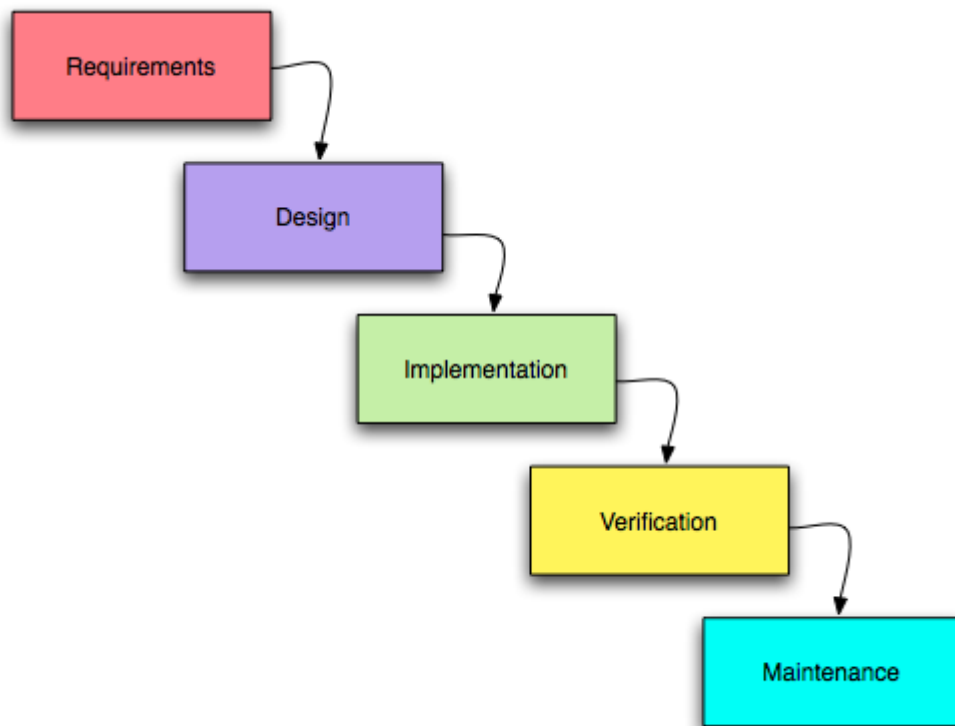 Requirements
Design
Implementation
Verification
Maintenance